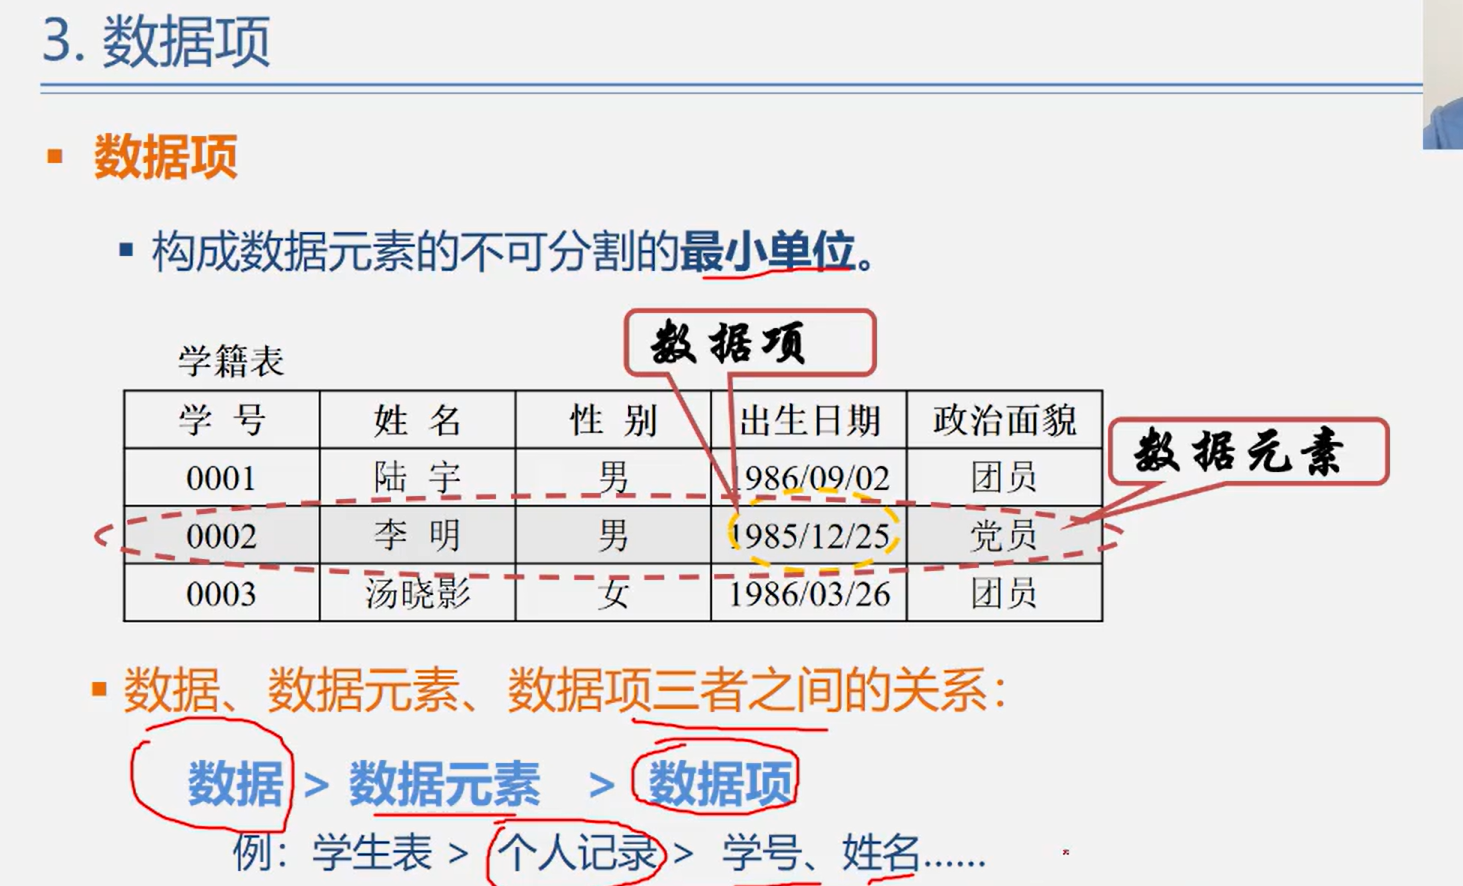 3. 数据项
▪ 数据项
▪ 构成数据元素的不可分割的最小单位。
数据项
学籍表
学 号 姓 名 性 别 出生日期 政治面貌
数据元素
0001 陆 宇 男 1986/09/02 团员
0002 李 明 男 1985/12/25 党员
0003 汤晓影 女 1986/03/26 团员
▪ 数据、数据元素、数据项三者之间的关系：
数据 > 数据元素 > 数据项
例：学生表 > 个人记录 > 学号、姓名……